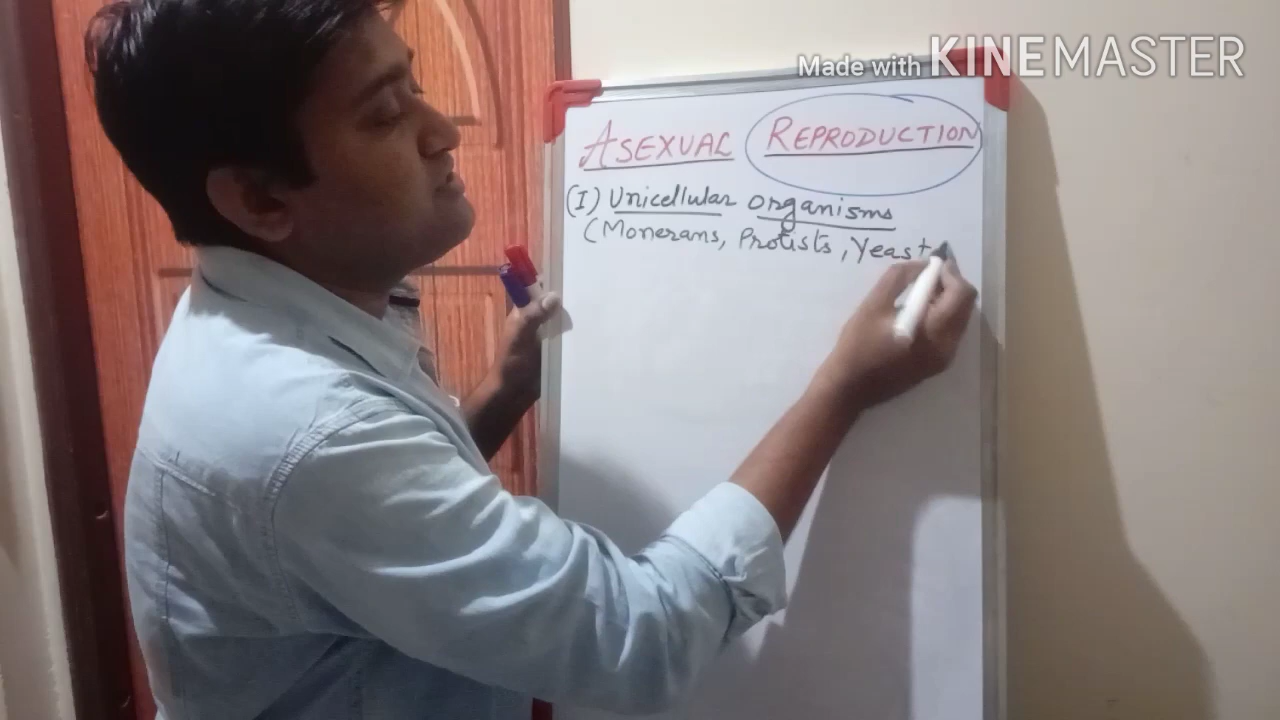 Made with KINEMASTER
ASEXUAL REPRODUCTION
(I) Unicellular organisms
(Monerans, Protists, Yeast